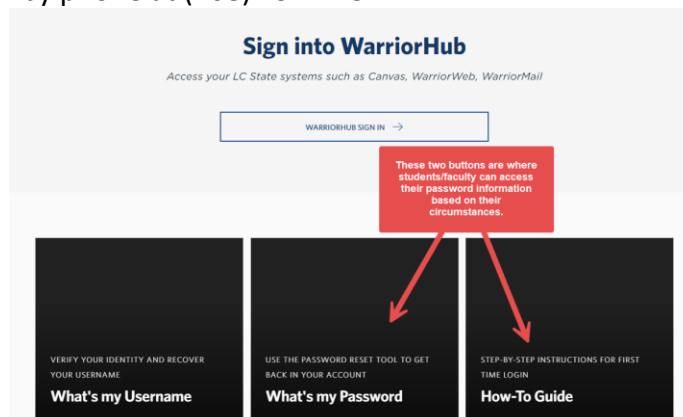 Sign into WarriorHub
Access your LC State systems such as Canvas, WarriorWeb, WarriorMail
WARRIORHUB SIGN IN →
These two buttons are where
students/faculty can access
their password information
based on their
circumstances.
VERIFY YOUR IDENTITY AND RECOVER
YOUR USERNAME
What's my Username
USE THE PASSWORD RESET TOOL TO GET
BACK IN YOUR ACCOUNT
What's my Password
STEP-BY-STEP INSTRUCTIONS FOR FIRST
TIME LOGIN
How-To Guide